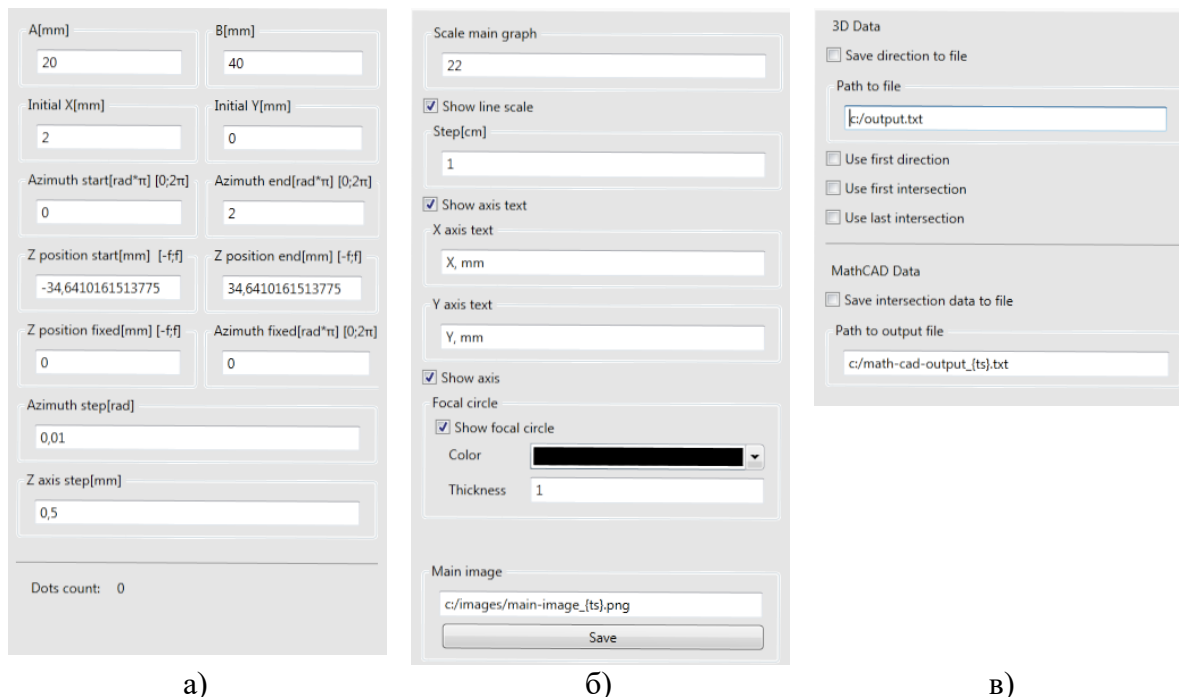 A[mm] B[mm]
20 40
Initial X[mm] Initial Y[mm]
2 0
Azimuth start[rad*π] [0;2π] Azimuth end[rad*π] [0;2π]
0 2
Z position start[mm] [-f;f] Z position end[mm] [-f;f]
-34,6410161513775 34,6410161513775
Z position fixed[mm] [-f;f] Azimuth fixed[rad*π] [0;2π]
0 0
Azimuth step[rad]
0,01
Z axis step[mm]
0,5
Dots count: 0
а)
Scale main graph
22
Show line scale
Step[cm]
1
Show axis text
X axis text
X, mm
Y axis text
Y, mm
Show axis
Focal circle
Show focal circle
Color
Thickness 1
Main image
c:/images/main-image_{ts}.png
Save
б)
3D Data
Save direction to file
Path to file
c:/output.txt
Use first direction
Use first intersection
Use last intersection
MathCAD Data
Save intersection data to file
Path to output file
c:/math-cad-output_{ts}.txt
в)